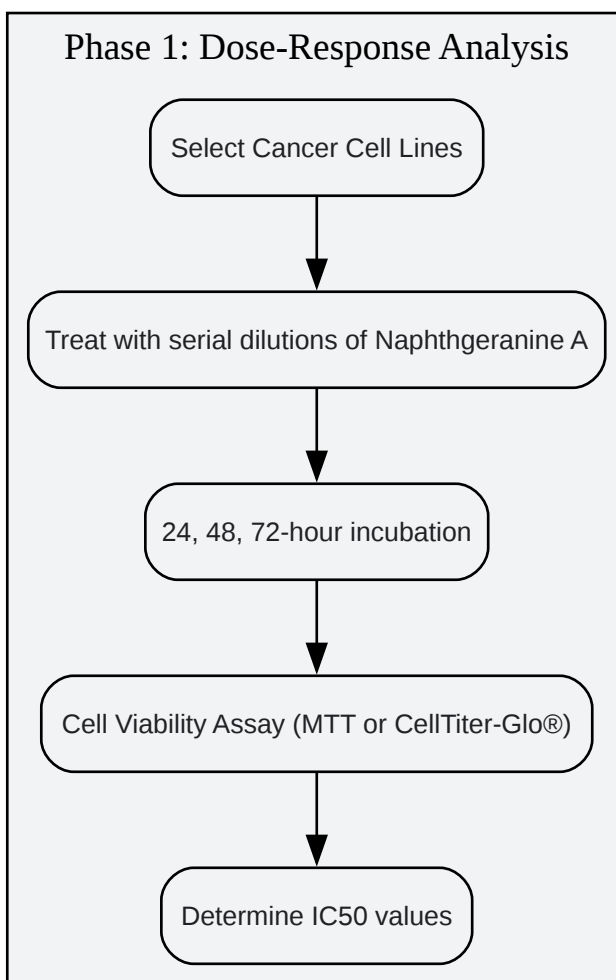 Phase 1: Dose-Response Analysis
Select Cancer Cell Lines
Treat with serial dilutions of Naphthgeranine A
24, 48, 72-hour incubation
Cell Viability Assay (MTT or CellTiter-Glo®)
Determine IC50 values